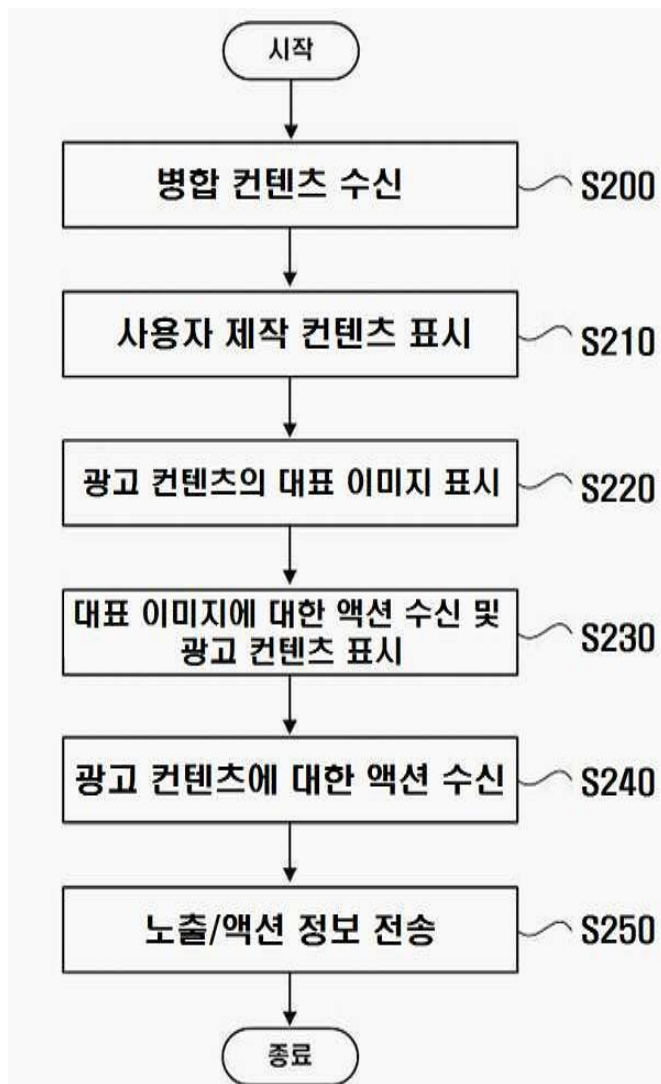 시작
병합 컨텐츠 수신
S200
사용자 제작 컨텐츠 표시
S210
광고 컨텐츠의 대표 이미지 표시
S220
대표 이미지에 대한 액션 수신 및
광고 컨텐츠 표시
S230
광고 컨텐츠에 대한 액션 수신
S240
노출/액션 정보 전송
S250
종료